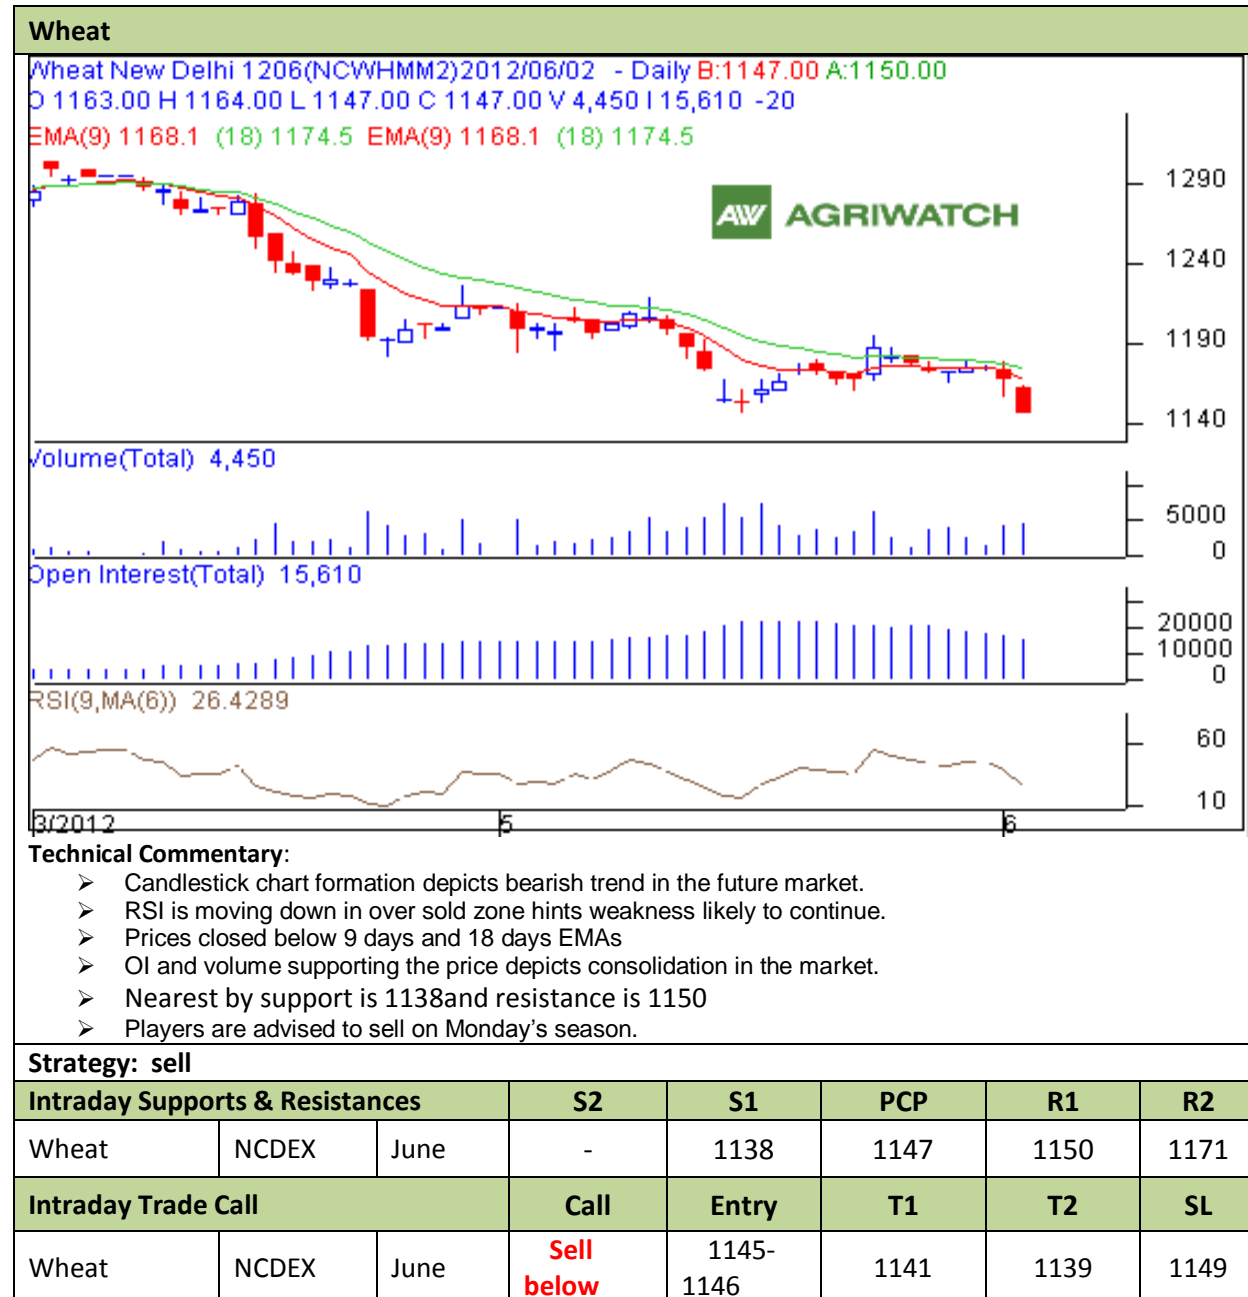 Wheat
Wheat New Delhi 1206(NCWHMM2)2012/06/02 - Daily B:1147.00 A:1150.00
O 1163.00 H 1164.00 L 1147.00 C 1147.00 V 4,450 I 15,610 -20
EMA(9) 1168.1 (18) 1174.5 EMA(9) 1168.1 (18) 1174.5
AW AGRIWATCH
1290
1240
1190
1140
Volume(Total) 4,450
5000
0
Open Interest(Total) 15,610
20000
10000
0
RSI(9,MA(6)) 26.4289
60
10
3/2012 5 6
Technical Commentary:
➢ Candlestick chart formation depicts bearish trend in the future market.
➢ RSI is moving down in over sold zone hints weakness likely to continue.
➢ Prices closed below 9 days and 18 days EMAs
➢ OI and volume supporting the price depicts consolidation in the market.
➢ Nearest by support is 1138and resistance is 1150
➢ Players are advised to sell on Monday’s season.
Strategy: sell
Intraday Supports & Resistances S2 S1 PCP R1 R2
Wheat NCDEX June - 1138 1147 1150 1171
Intraday Trade Call Call Entry T1 T2 SL
Wheat NCDEX June Sell below 1145-1146 1141 1139 1149